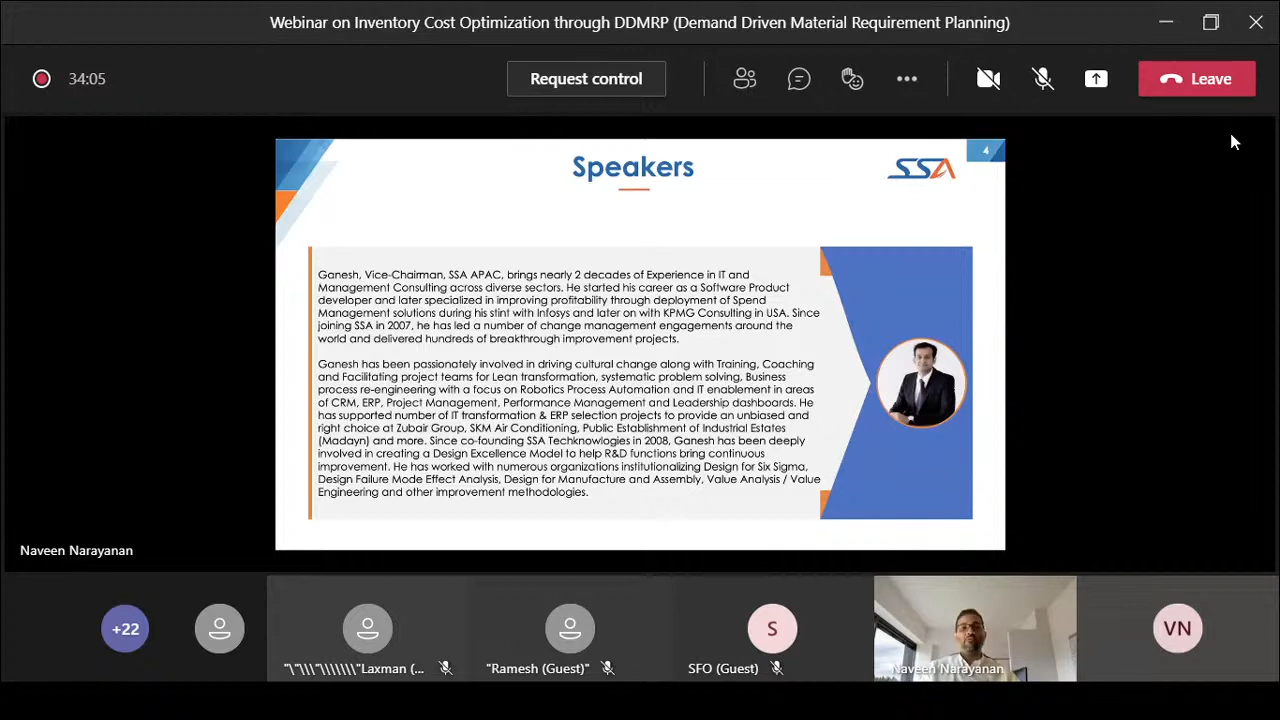 Webinar on Inventory Cost Optimization through DDMRP (Demand Driven Material Requirement Planning)
34:05
Request control
Leave
4
Speakers
SSA
Ganesh, Vice-Chairman, SSA APAC, brings nearly 2 decades of Experience in IT and
Management Consulting across diverse sectors. He started his career as a Software Product
developer and later specialized in improving profitability through deployment of Spend
Management solutions during his stint with Infosys and later on with KPMG Consulting in USA. Since
joining SSA in 2007, he has led a number of change management engagements around the
world and delivered hundreds of breakthrough improvement projects.
Ganesh has been passionately involved in driving cultural change along with Training, Coaching
and Facilitating project teams for Lean transformation, systematic problem solving, Business
process re-engineering with a focus on Robotics Process Automation and IT enablement in areas
of CRM, ERP, Project Management, Performance Management and Leadership dashboards. He
has supported number of IT transformation & ERP selection projects to provide an unbiased and
right choice at Zubair Group, SKM Air Conditioning, Public Establishment of Industrial Estates
(Madayn) and more. Since co-founding SSA Techknowlogies in 2008, Ganesh has been deeply
involved in creating a Design Excellence Model to help R&D functions bring continuous
improvement. He has worked with numerous organizations institutionalizing Design for Six Sigma,
Design Failure Mode Effect Analysis, Design for Manufacture and Assembly, Value Analysis / Value
Engineering and other improvement methodologies.
Naveen Narayanan
+22
"\"\\\"\\\\\\\"Laxman (...
"Ramesh (Guest)"
S
SFO (Guest)
Naveen Narayanan
VN